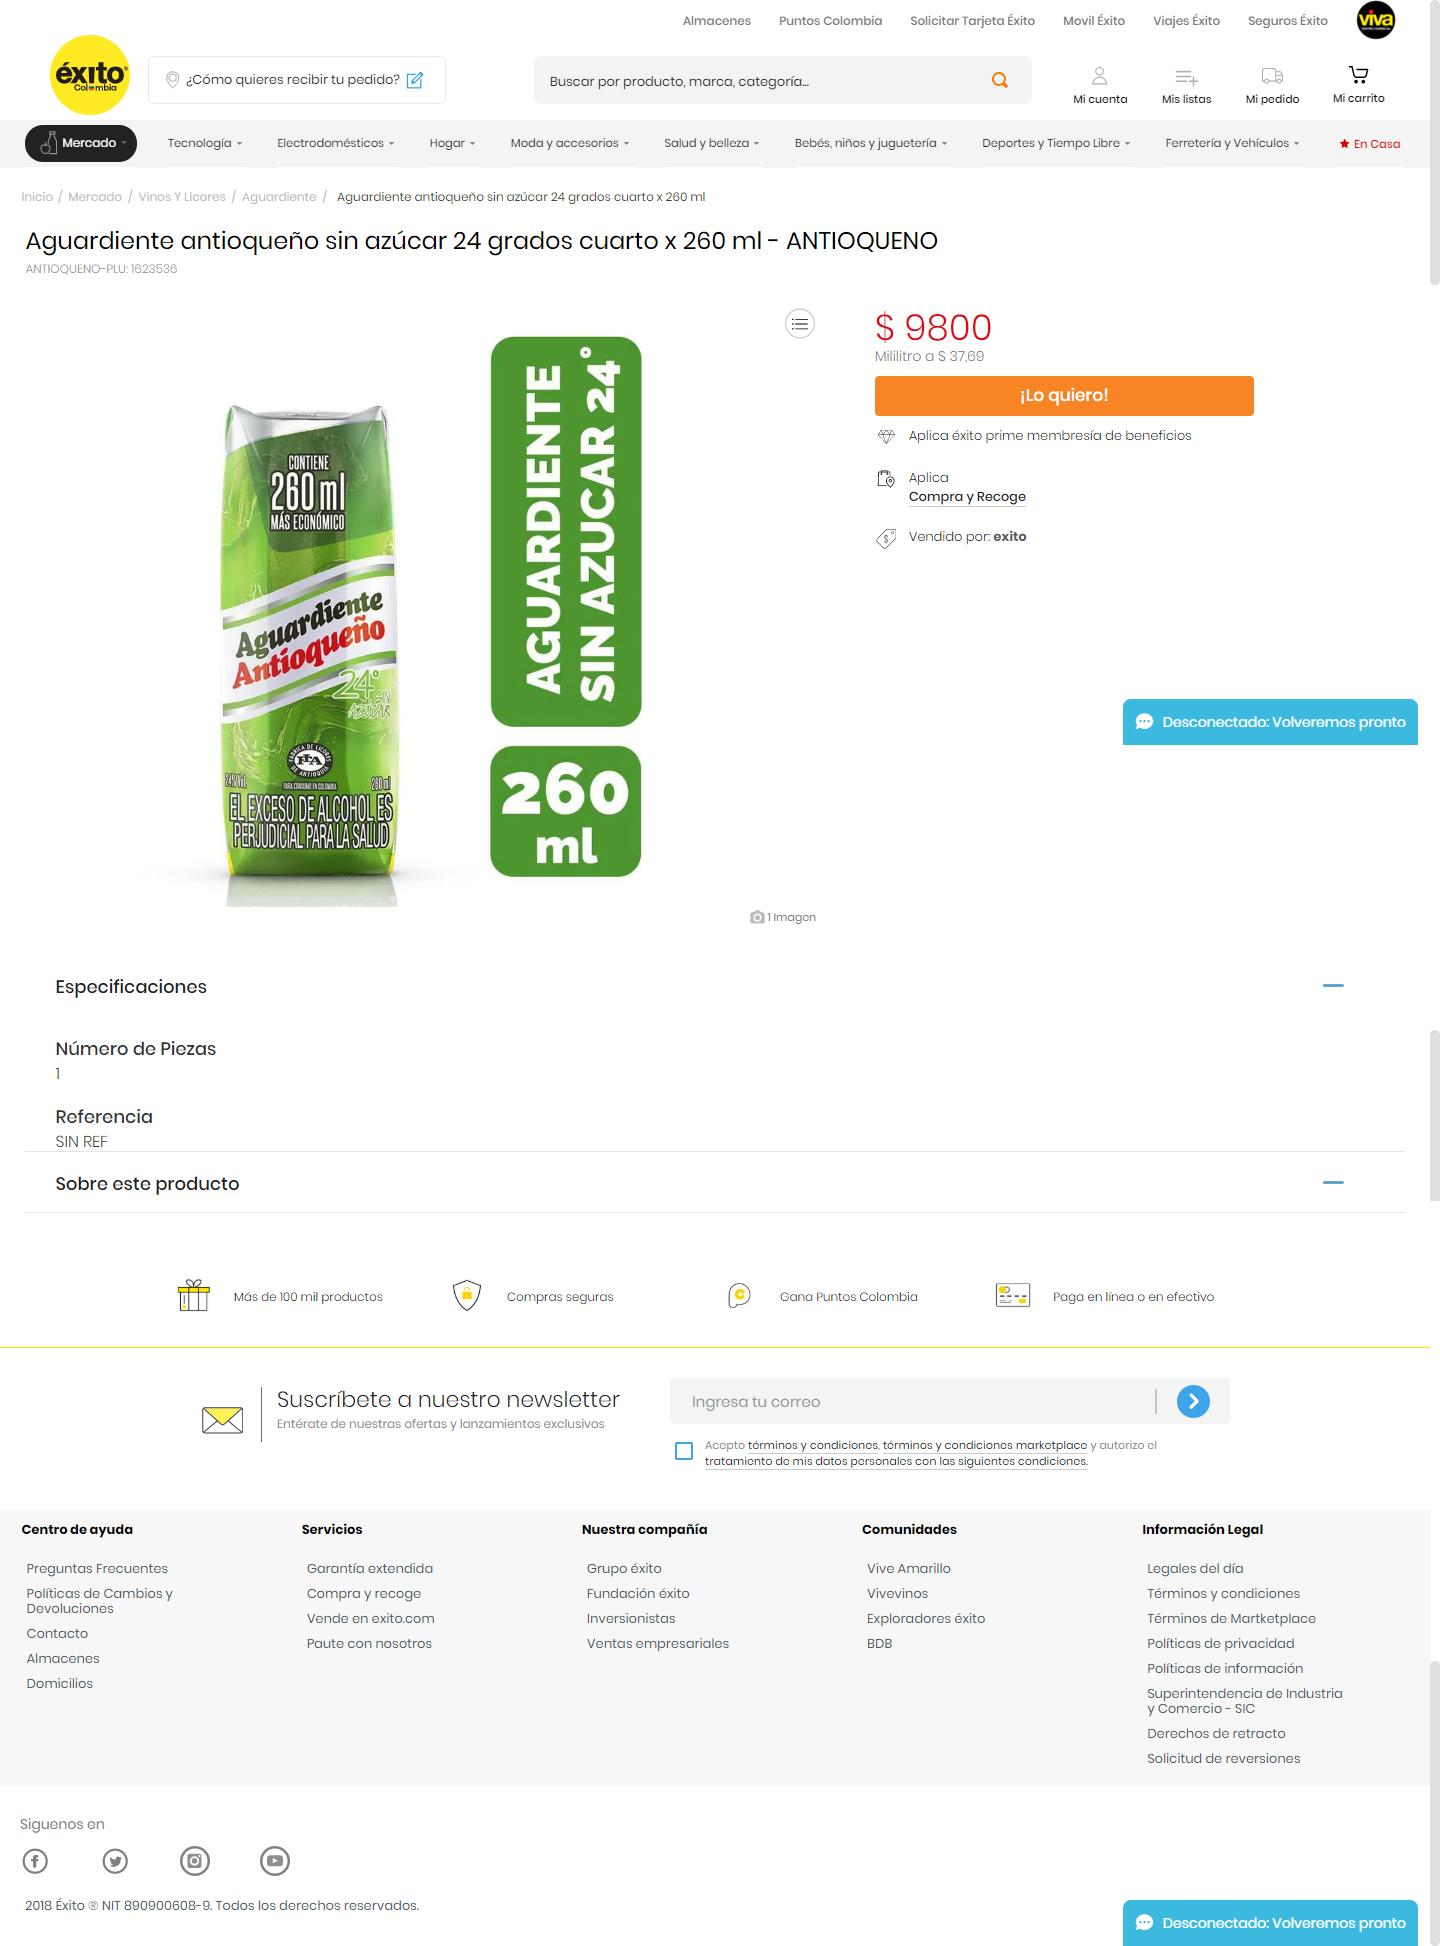 Almacenes
Puntos Colombia
Solicitar Tarjeta Éxito
Movil Éxito
Viajes Éxito
Seguros Éxito
viva
éxito
Colombia
¿Cómo quieres recibir tu pedido?
Buscar por producto, marca, categoría...
Mi cuenta
Mis listas
Mi pedido
Mi carrito
Mercado
Tecnología
Electrodomésticos
Hogar
Moda y accesorios
Salud y belleza
Bebés, niños y juguetería
Deportes y Tiempo Libre
Ferretería y Vehículos
En Casa
Inicio / Mercado / Vinos Y Licores / Aguardiente / Aguardiente antioqueño sin azúcar 24 grados cuarto x 260 ml
Aguardiente antioqueño sin azúcar 24 grados cuarto x 260 ml - ANTIOQUENO
ANTIOQUENO-PLU: 1623536
CONTIENE
260 ml
MÁS ECONÓMICO
Aguardiente
Antioqueño
24°
SIN
AZÚCAR
FÁBRICA DE LICORES
FLA
DE ANTIOQUIA
24% Vol.
PARA CONSUMO EN COLOMBIA
260 ml
EL EXCESO DE ALCOHOL ES
PERJUDICIAL PARA LA SALUD
AGUARDIENTE
SIN AZUCAR 24°
260
ml
1 Imagen
$ 9800
Mililitro a $ 37,69
¡Lo quiero!
Aplica éxito prime membresía de beneficios
Aplica
Compra y Recoge
Vendido por: exito
Desconectado: Volveremos pronto
Especificaciones
Número de Piezas
1
Referencia
SIN REF
Sobre este producto
Más de 100 mil productos
Compras seguras
Gana Puntos Colombia
Paga en línea o en efectivo
Suscríbete a nuestro newsletter
Entérate de nuestras ofertas y lanzamientos exclusivos
Ingresa tu correo
Acepto términos y condiciones, términos y condiciones marketplace y autorizo el
tratamiento de mis datos personales con las siguientes condiciones.
Centro de ayuda
Preguntas Frecuentes
Políticas de Cambios y
Devoluciones
Contacto
Almacenes
Domicilios
Servicios
Garantía extendida
Compra y recoge
Vende en exito.com
Paute con nosotros
Nuestra compañía
Grupo éxito
Fundación éxito
Inversionistas
Ventas empresariales
Comunidades
Vive Amarillo
Vivevinos
Exploradores éxito
BDB
Información Legal
Legales del día
Términos y condiciones
Términos de Martketplace
Políticas de privacidad
Políticas de información
Superintendencia de Industria
y Comercio - SIC
Derechos de retracto
Solicitud de reversiones
Siguenos en
2018 Éxito ® NIT 890900608-9. Todos los derechos reservados.
Desconectado: Volveremos pronto